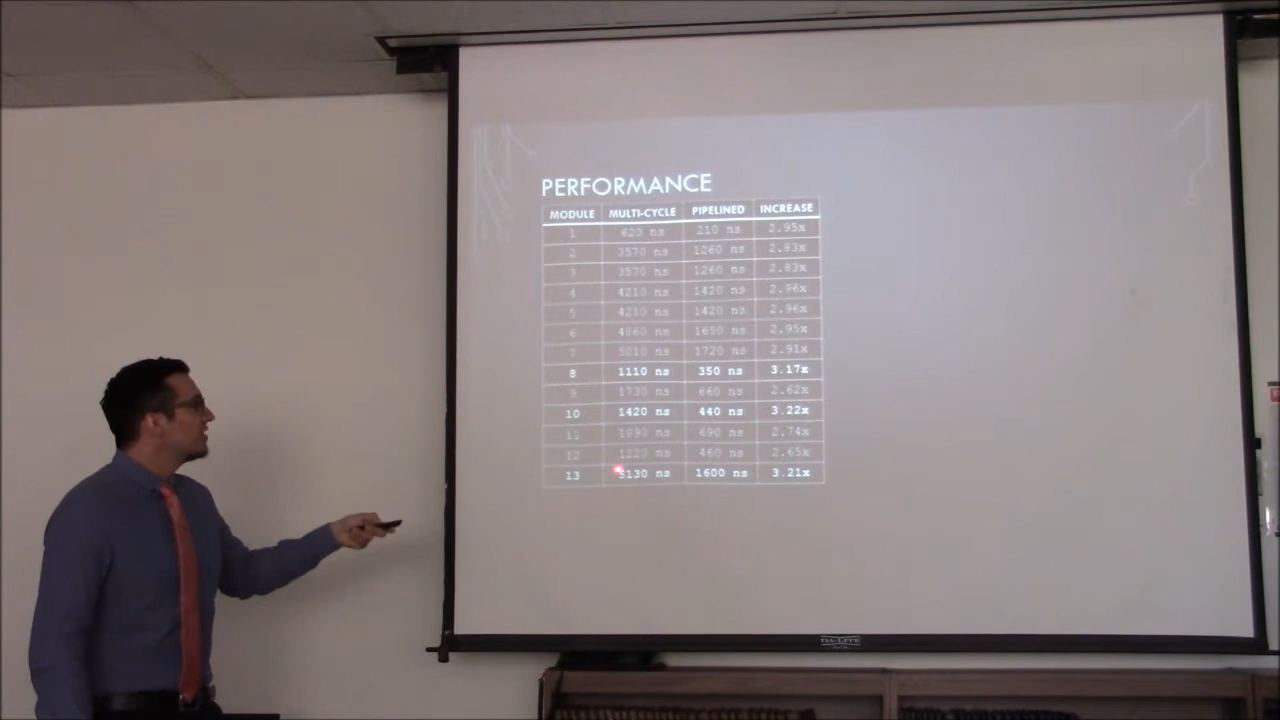 PERFORMANCE
MODULE MULTI-CYCLE PIPELINED INCREASE
1 620 ns 210 ns 2.95x
2 3570 ns 1260 ns 2.83x
3 3570 ns 1260 ns 2.83x
4 4210 ns 1420 ns 2.96x
5 4210 ns 1420 ns 2.96x
6 4860 ns 1650 ns 2.95x
7 5010 ns 1720 ns 2.91x
8 1110 ns 350 ns 3.17x
9 1730 ns 660 ns 2.62x
10 1420 ns 440 ns 3.22x
11 1890 ns 690 ns 2.74x
12 1220 ns 460 ns 2.65x
13 5130 ns 1600 ns 3.21x
DA-LITE